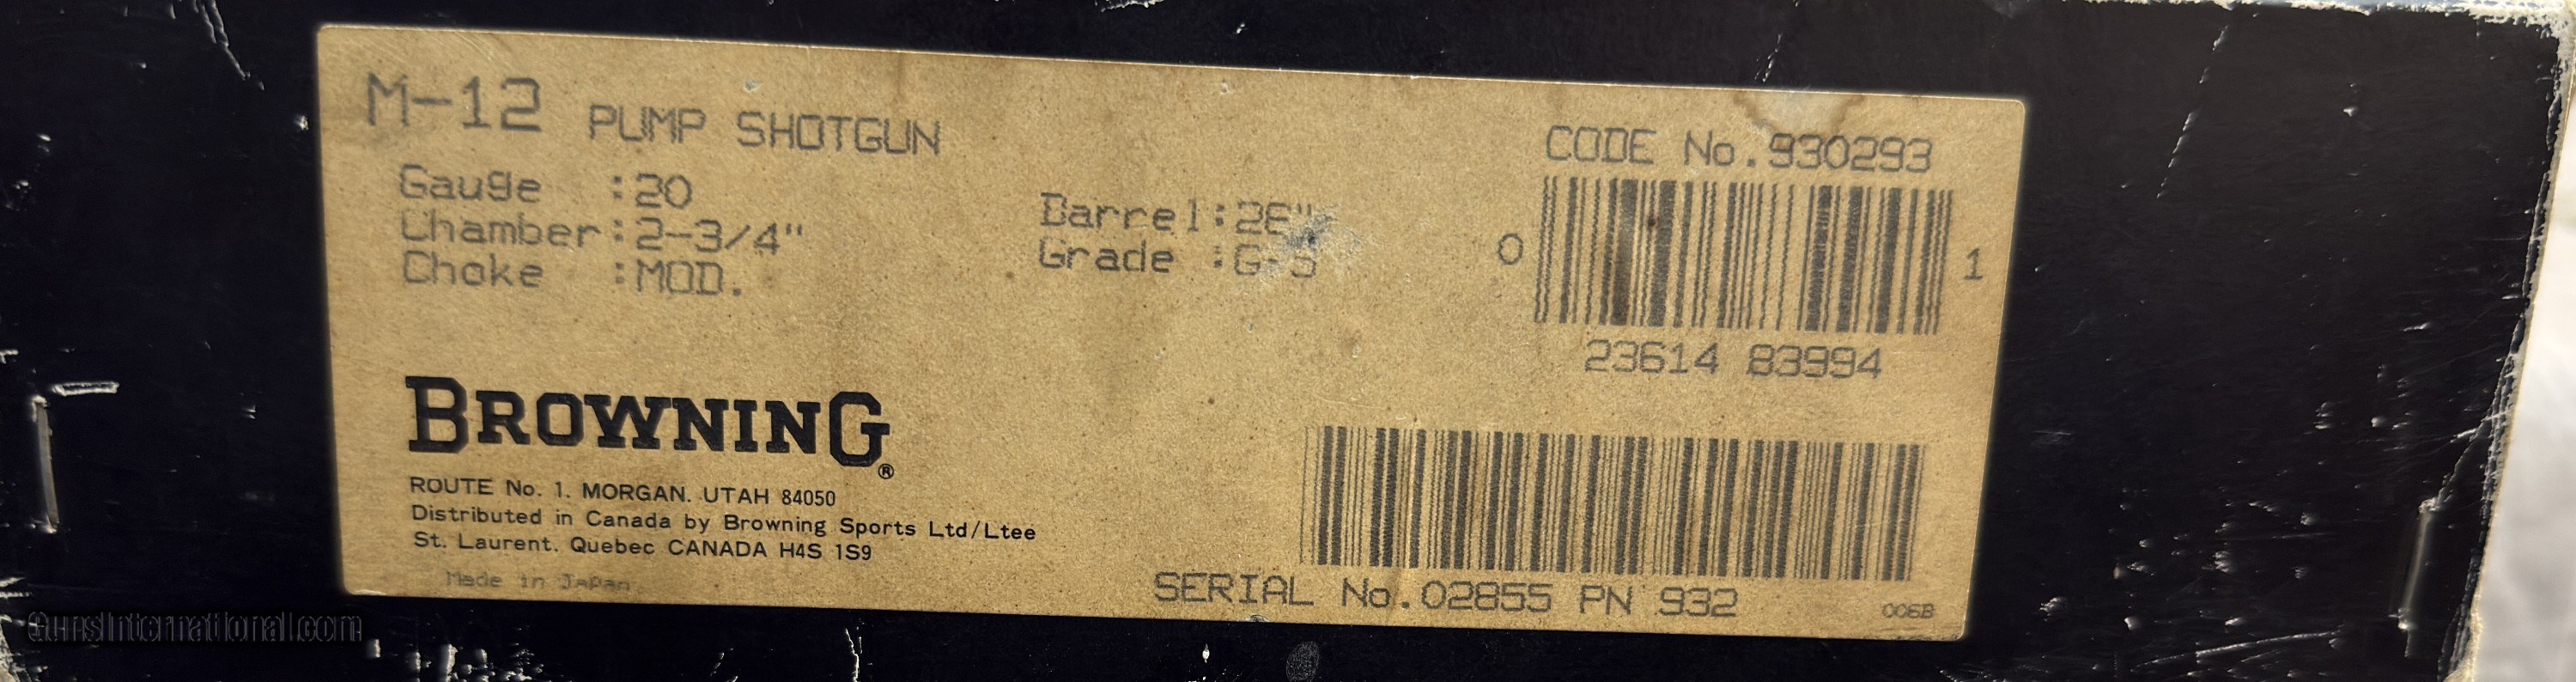 M-12 PUMP SHOTGUN
Gauge :20
Chamber:2-3/4"
Choke :MOD.
Barrel:26"
Grade :G-5
CODE No.930293
0 1
23614 83994
BROWNING®
ROUTE No. 1. MORGAN. UTAH 84050
Distributed in Canada by Browning Sports Ltd/Ltee
St. Laurent. Quebec CANADA H4S 1S9
Made in Japan
SERIAL No.02855 PN 932
006B
GunsInternational.com